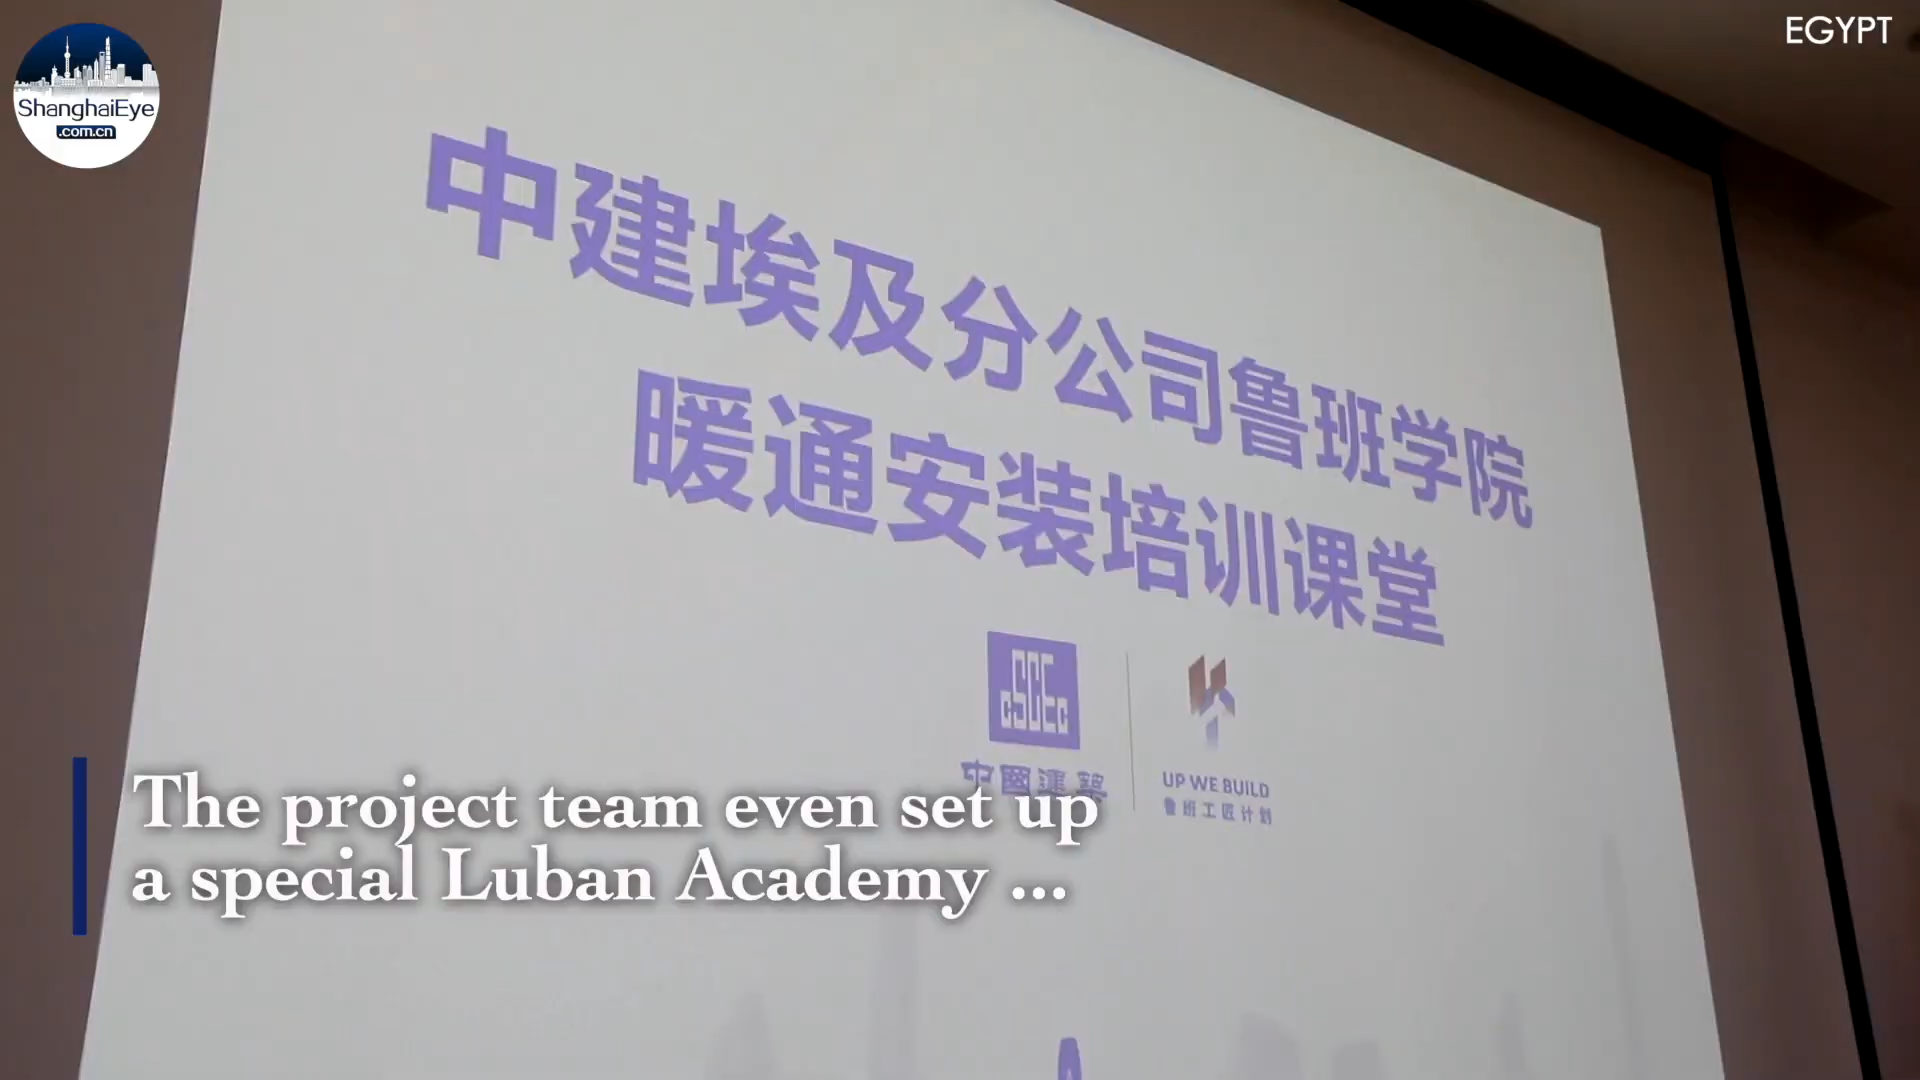 ShanghaiEye
.com.cn
EGYPT
中建埃及分公司鲁班学院
暖通安装培训课堂
CSCEC
中國建築
UP WE BUILD
鲁班工匠计划
The project team even set up
a special Luban Academy ...